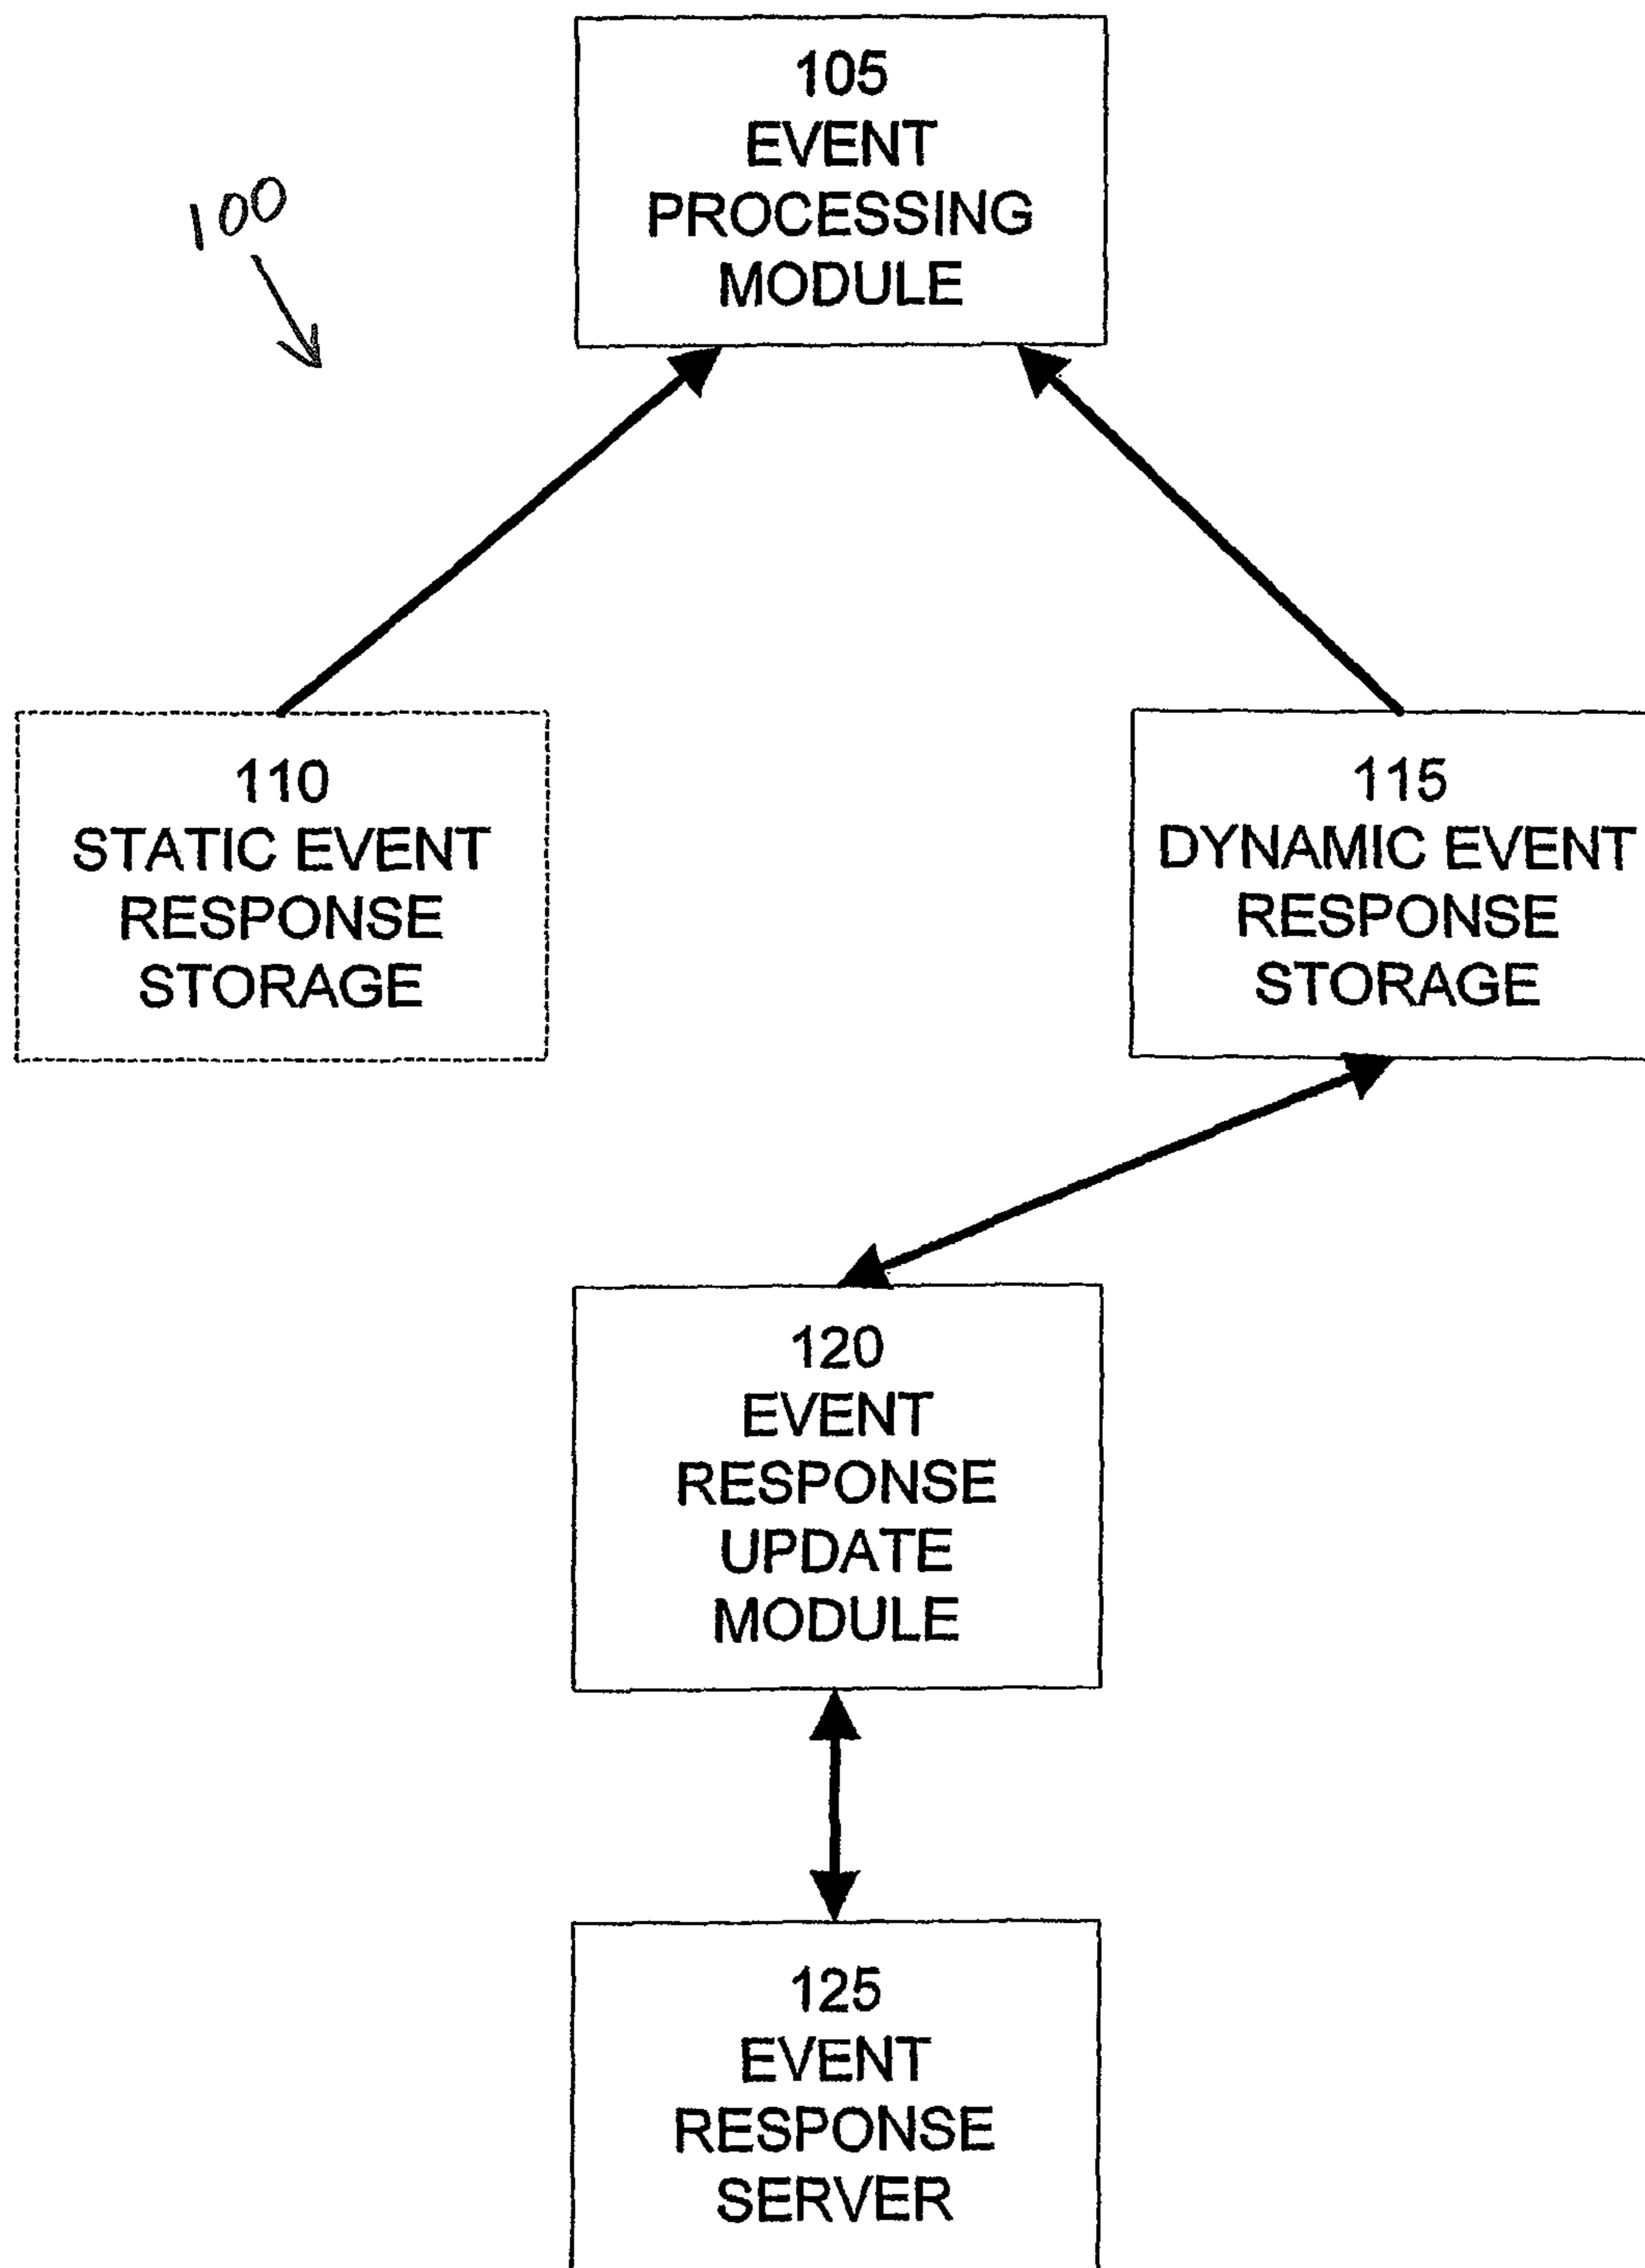 105
EVENT
PROCESSING
MODULE
100
110
STATIC EVENT
RESPONSE
STORAGE
115
DYNAMIC EVENT
RESPONSE
STORAGE
120
EVENT
RESPONSE
UPDATE
MODULE
125
EVENT
RESPONSE
SERVER